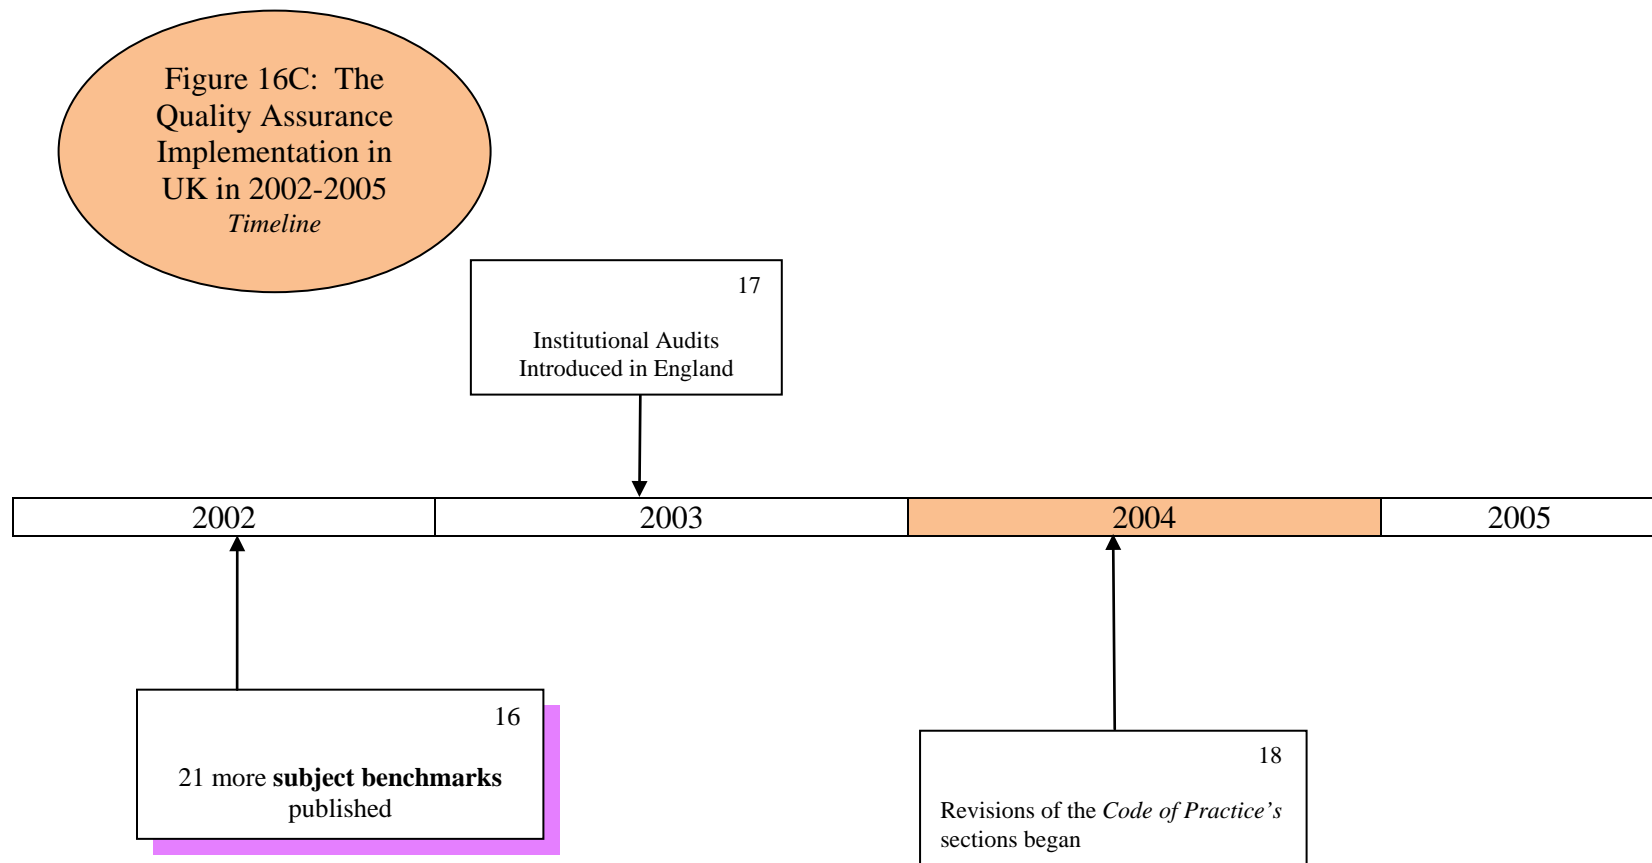 Figure 16C: The
Quality Assurance
Implementation in
UK in 2002-2005
Timeline
17
Institutional Audits
Introduced in England
2002
2003
2004
2005
16
21 more subject benchmarks
published
18
Revisions of the Code of Practice's
sections began